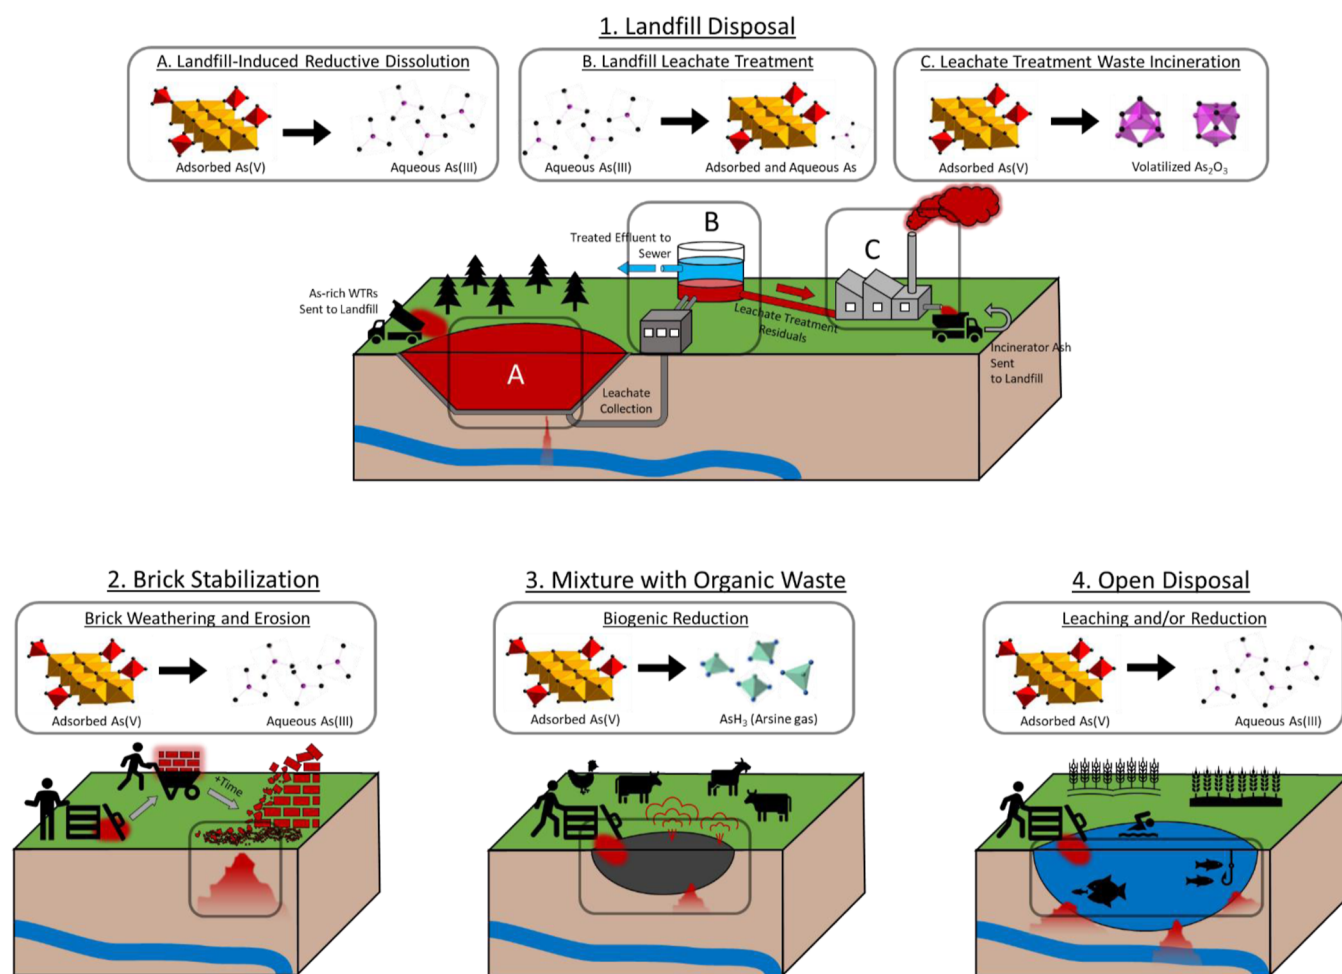 1. Landfill Disposal
A. Landfill-Induced Reductive Dissolution
Adsorbed As(V)
Aqueous As(III)
B. Landfill Leachate Treatment
Aqueous As(III)
Adsorbed and Aqueous As
C. Leachate Treatment Waste Incineration
Adsorbed As(V)
Volatilized As₂O₃
B
Treated Effluent to
Sewer
C
As-rich WTRs
Sent to Landfill
Leachate Treatment
Residuals
Incinerator Ash
Sent
to Landfill
A
Leachate
Collection
2. Brick Stabilization
Brick Weathering and Erosion
Adsorbed As(V)
Aqueous As(III)
+Time
3. Mixture with Organic Waste
Biogenic Reduction
Adsorbed As(V)
AsH₃ (Arsine gas)
4. Open Disposal
Leaching and/or Reduction
Adsorbed As(V)
Aqueous As(III)